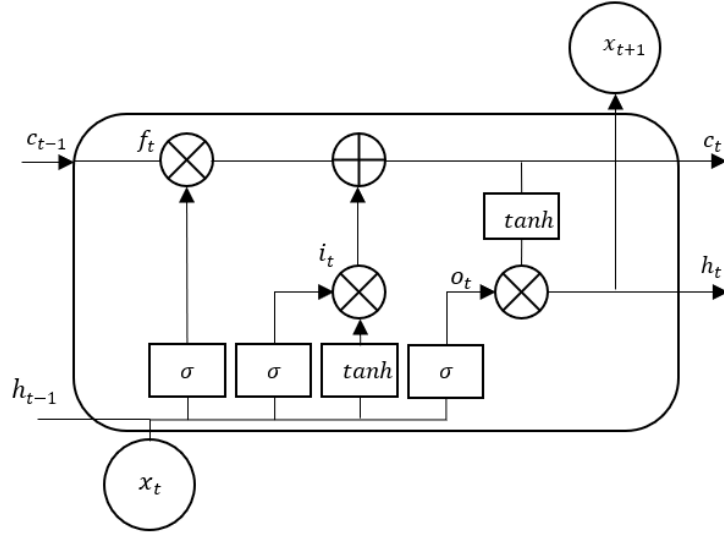 x_{t+1}
c_{t-1} f_t c_t
tanh
i_t o_t h_t
σ σ tanh σ
h_{t-1}
x_t